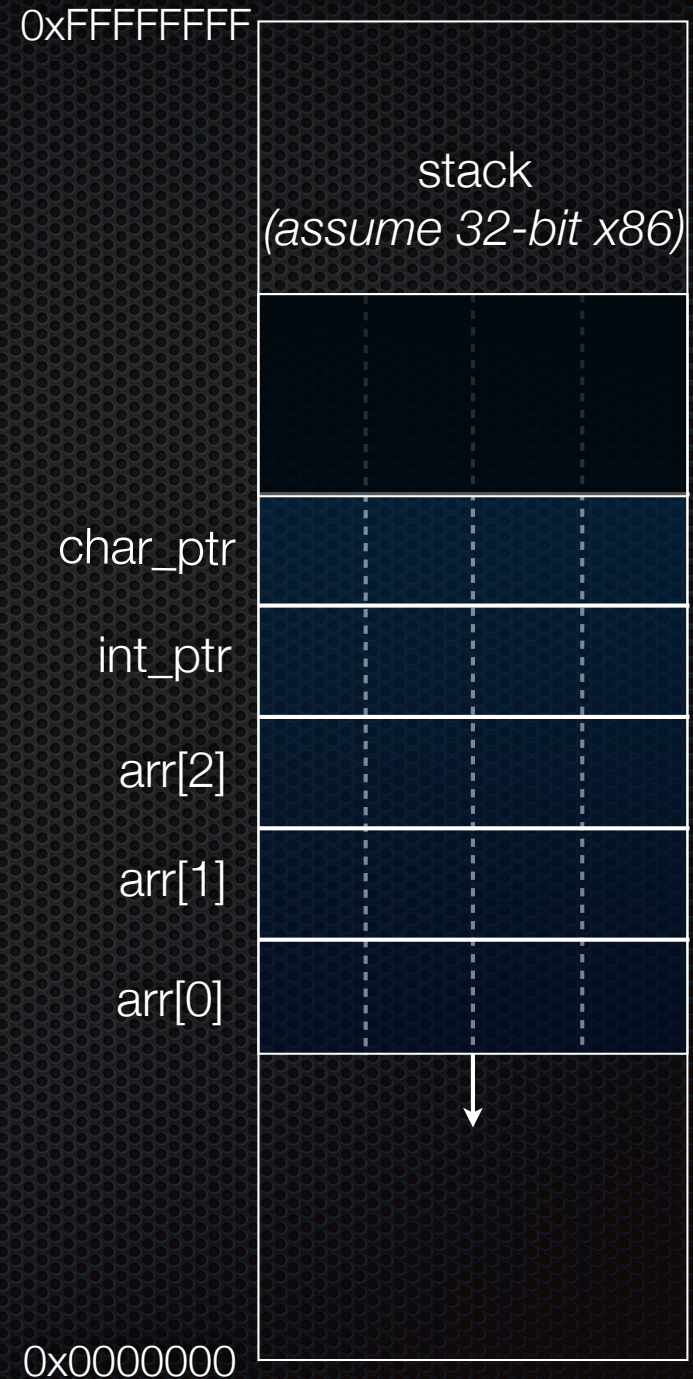 0xFFFFFFFF
stack
(assume 32-bit x86)
char_ptr
int_ptr
arr[2]
arr[1]
arr[0]
0x0000000